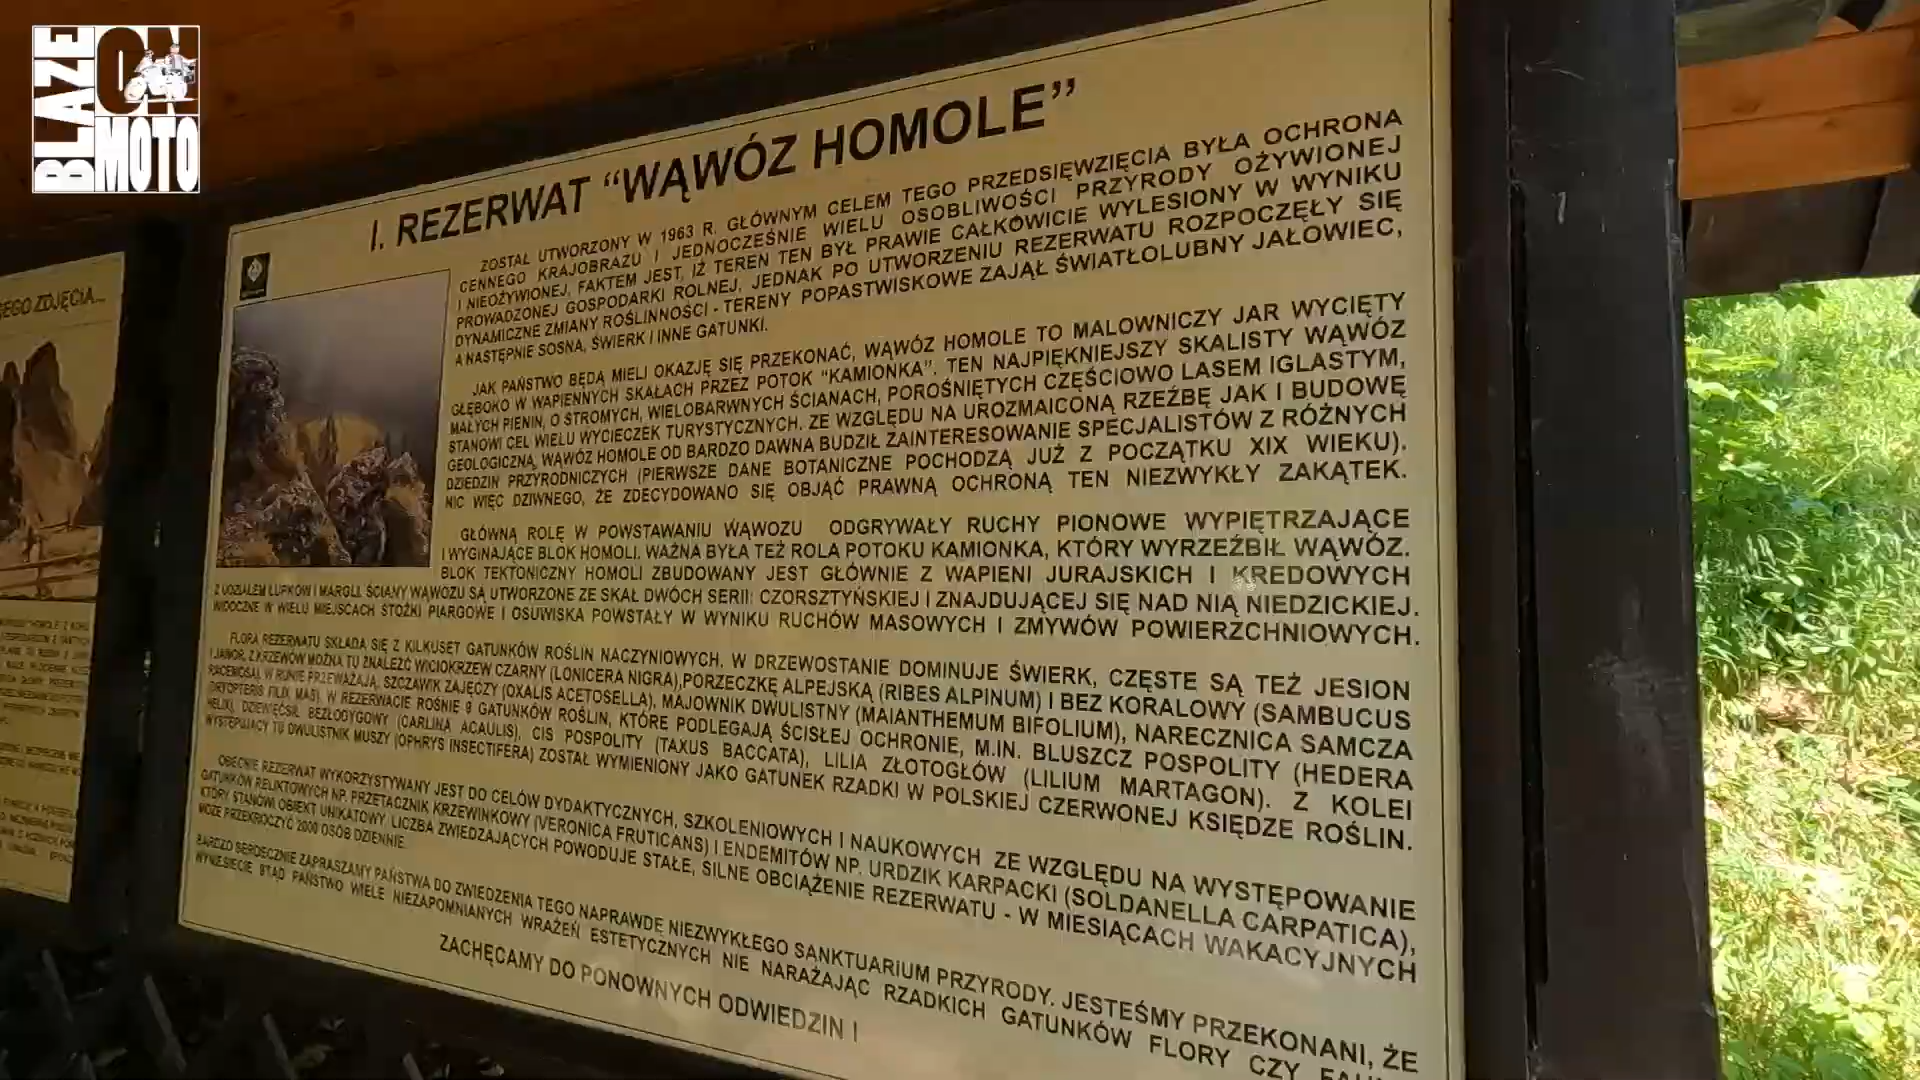 BLAZE
ON
MOTO
EGO ZDJĘCIA...
I. REZERWAT “WĄWÓZ HOMOLE”
ZOSTAŁ UTWORZONY W 1963 R. GŁÓWNYM CELEM TEGO PRZEDSIĘWZIĘCIA BYŁA OCHRONA
CENNEGO KRAJOBRAZU I JEDNOCZEŚNIE WIELU OSOBLIWOŚCI PRZYRODY OŻYWIONEJ
I NIEOŻYWIONEJ. FAKTEM JEST, IŻ TEREN TEN BYŁ PRAWIE CAŁKOWICIE WYLESIONY W WYNIKU
PROWADZONEJ GOSPODARKI ROLNEJ, JEDNAK PO UTWORZENIU REZERWATU ROZPOCZĘŁY SIĘ
DYNAMICZNE ZMIANY ROŚLINNOŚCI - TERENY POPASTWISKOWE ZAJĄŁ ŚWIATŁOLUBNY JAŁOWIEC,
A NASTĘPNIE SOSNA, ŚWIERK I INNE GATUNKI.
JAK PAŃSTWO BĘDĄ MIELI OKAZJĘ SIĘ PRZEKONAĆ, WĄWÓZ HOMOLE TO MALOWNICZY JAR WYCIĘTY
GŁĘBOKO W WAPIENNYCH SKAŁACH PRZEZ POTOK “KAMIONKA”. TEN NAJPIĘKNIEJSZY SKALISTY WĄWÓZ
MAŁYCH PIENIN, O STROMYCH, WIELOBARWNYCH ŚCIANACH, POROŚNIĘTYCH CZĘŚCIOWO LASEM IGLASTYM,
STANOWI CEL WIELU WYCIECZEK TURYSTYCZNYCH. ZE WZGLĘDU NA UROZMAICONĄ RZEŹBĘ JAK I BUDOWĘ
GEOLOGICZNĄ, WĄWÓZ HOMOLE OD BARDZO DAWNA BUDZIŁ ZAINTERESOWANIE SPECJALISTÓW Z RÓŻNYCH
DZIEDZIN PRZYRODNICZYCH (PIERWSZE DANE BOTANICZNE POCHODZĄ JUŻ Z POCZĄTKU XIX WIEKU).
NIC WIĘC DZIWNEGO, ŻE ZDECYDOWANO SIĘ OBJĄĆ PRAWNĄ OCHRONĄ TEN NIEZWYKŁY ZAKĄTEK.
GŁÓWNĄ ROLĘ W POWSTAWANIU WĄWOZU ODGRYWAŁY RUCHY PIONOWE WYPIĘTRZAJĄCE
I WYGINAJĄCE BLOK HOMOLI. WAŻNA BYŁA TEŻ ROLA POTOKU KAMIONKA, KTÓRY WYRZEŹBIŁ WĄWÓZ.
BLOK TEKTONICZNY HOMOLI ZBUDOWANY JEST GŁÓWNIE Z WAPIENI JURAJSKICH I KREDOWYCH
Z UDZIAŁEM ŁUPKÓW I MARGLI. ŚCIANY WĄWOZU SĄ UTWORZONE ZE SKAŁ DWÓCH SERII: CZORSZTYŃSKIEJ I ZNAJDUJĄCEJ SIĘ NAD NIĄ NIEDZICKIEJ.
WIDOCZNE W WIELU MIEJSCACH STOŻKI PIARGOWE I OSUWISKA POWSTAŁY W WYNIKU RUCHÓW MASOWYCH I ZMYWÓW POWIERZCHNIOWYCH.
FLORA REZERWATU SKŁADA SIĘ Z KILKUSET GATUNKÓW ROŚLIN NACZYNIOWYCH. W DRZEWOSTANIE DOMINUJE ŚWIERK, CZĘSTE SĄ TEŻ JESION
I JAWOR. Z KRZEWÓW MOŻNA TU ZNALEŹĆ WICIOKRZEW CZARNY (LONICERA NIGRA),PORZECZKĘ ALPEJSKĄ (RIBES ALPINUM) I BEZ KORALOWY (SAMBUCUS
RACEMOSA). W RUNIE PRZEWAŻAJĄ, SZCZAWIK ZAJĘCZY (OXALIS ACETOSELLA), MAJOWNIK DWULISTNY (MAIANTHEMUM BIFOLIUM), NARECZNICA SAMCZA
(DRYOPTERIS FILIX MAS). W REZERWACIE ROŚNIE 9 GATUNKÓW ROŚLIN, KTÓRE PODLEGAJĄ ŚCISŁEJ OCHRONIE, M.IN. BLUSZCZ POSPOLITY (HEDERA
HELIX), DZIEWIĘĆSIŁ BEZŁODYGOWY (CARLINA ACAULIS), CIS POSPOLITY (TAXUS BACCATA), LILIA ZŁOTOGŁÓW (LILIUM MARTAGON). Z KOLEI
WYSTĘPUJĄCY TU DWULISTNIK MUSZY (OPHRYS INSECTIFERA) ZOSTAŁ WYMIENIONY JAKO GATUNEK RZADKI W POLSKIEJ CZERWONEJ KSIĘDZE ROŚLIN.
OBECNIE REZERWAT WYKORZYSTYWANY JEST DO CELÓW DYDAKTYCZNYCH, SZKOLENIOWYCH I NAUKOWYCH ZE WZGLĘDU NA WYSTĘPOWANIE
GATUNKÓW RELIKTOWYCH NP. PRZETACZNIK KRZEWINKOWY (VERONICA FRUTICANS) I ENDEMITÓW NP. URDZIK KARPACKI (SOLDANELLA CARPATICA),
KTÓRY STANOWI OBIEKT UNIKATOWY. LICZBA ZWIEDZAJĄCYCH POWODUJE STAŁE, SILNE OBCIĄŻENIE REZERWATU - W MIESIĄCACH WAKACYJNYCH
MOŻE PRZEKROCZYĆ 2000 OSÓB DZIENNIE.
BARDZO SERDECZNIE ZAPRASZAMY PAŃSTWA DO ZWIEDZENIA TEGO NAPRAWDĘ NIEZWYKŁEGO SANKTUARIUM PRZYRODY. JESTEŚMY PRZEKONANI, ŻE
WYNIESIECIE STĄD PAŃSTWO WIELE NIEZAPOMNIANYCH WRAŻEŃ ESTETYCZNYCH NIE NARAŻAJĄC RZADKICH GATUNKÓW FLORY CZY
ZACHĘCAMY DO PONOWNYCH ODWIEDZIN !